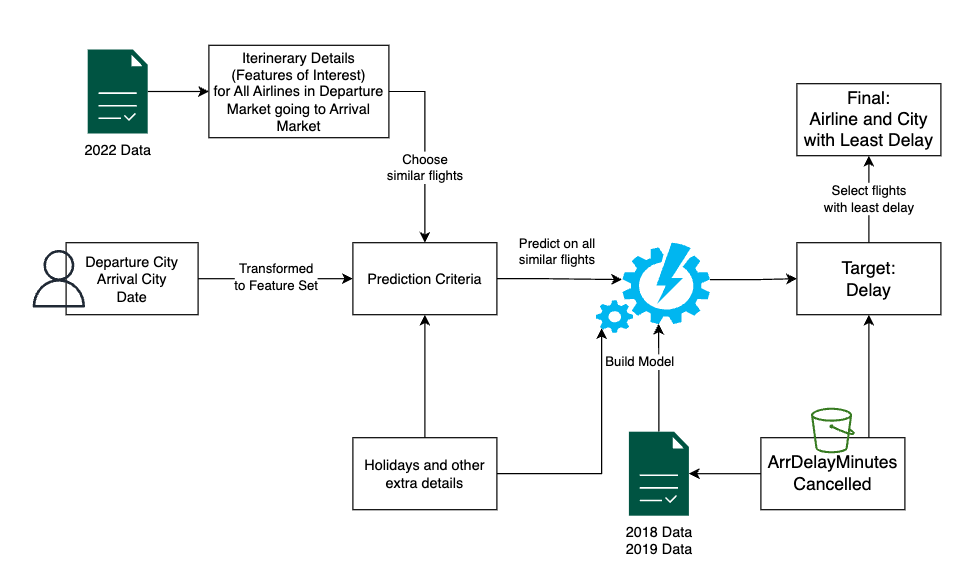 Iterinerary Details
(Features of Interest)
for All Airlines in Departure
Market going to Arrival
Market
2022 Data
Choose
similar flights
Final:
Airline and City
with Least Delay
Select flights
with least delay
Departure City
Arrival City
Date
Transformed
to Feature Set
Prediction Criteria
Predict on all
similar flights
Target:
Delay
Build Model
Holidays and other
extra details
ArrDelayMinutes
Cancelled
2018 Data
2019 Data